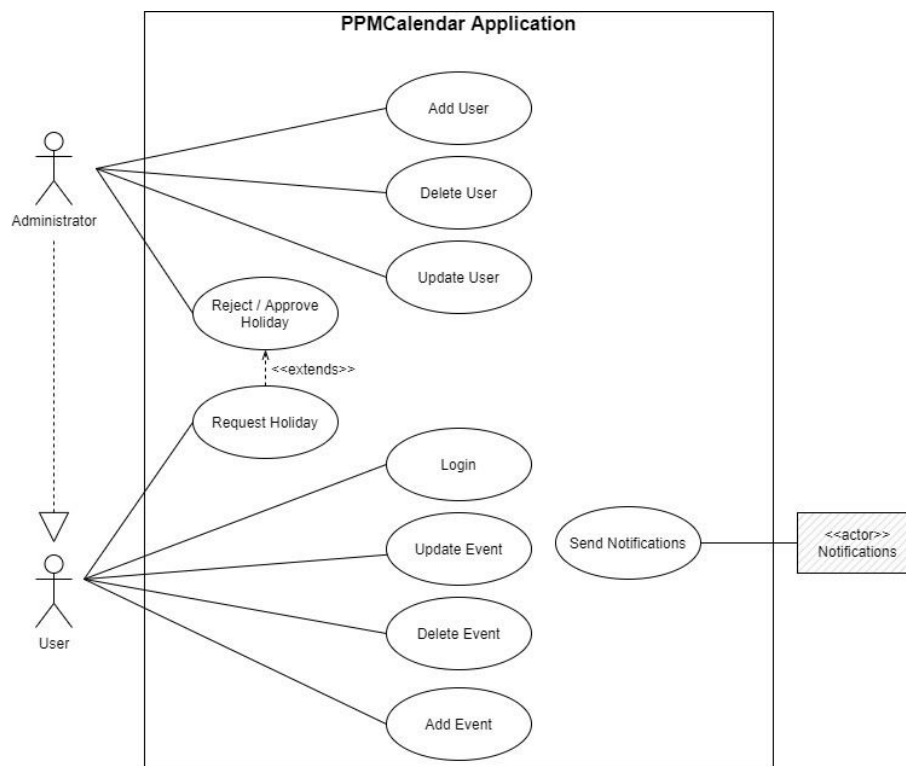 PPMCalendar Application
Add User
Administrator
Delete User
Update User
Reject / Approve
Holiday
<<extends>>
Request Holiday
Login
Update Event
Send Notifications
<<actor>>
Notifications
User
Delete Event
Add Event